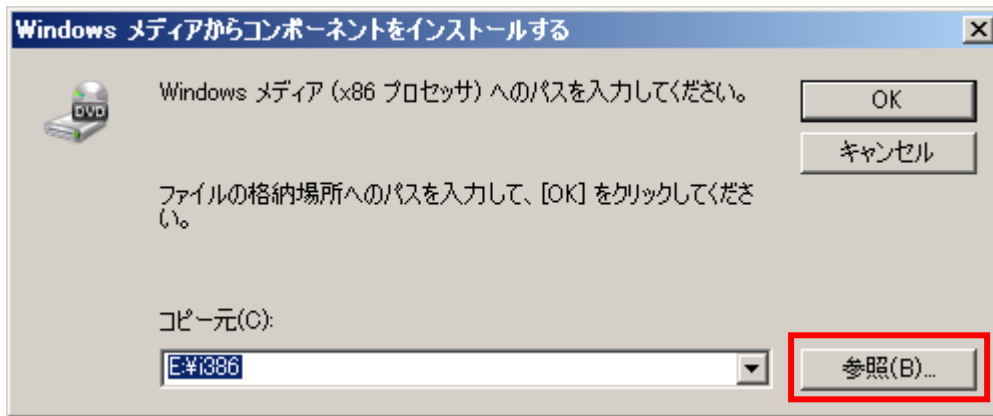 Windows メディアからコンポーネントをインストールする
Windows メディア (x86 プロセッサ) へのパスを入力してください。
OK
キャンセル
ファイルの格納場所へのパスを入力して、[OK] をクリックしてくださ
い。
コピー元(C):
E:¥i386
参照(B)...
DVD